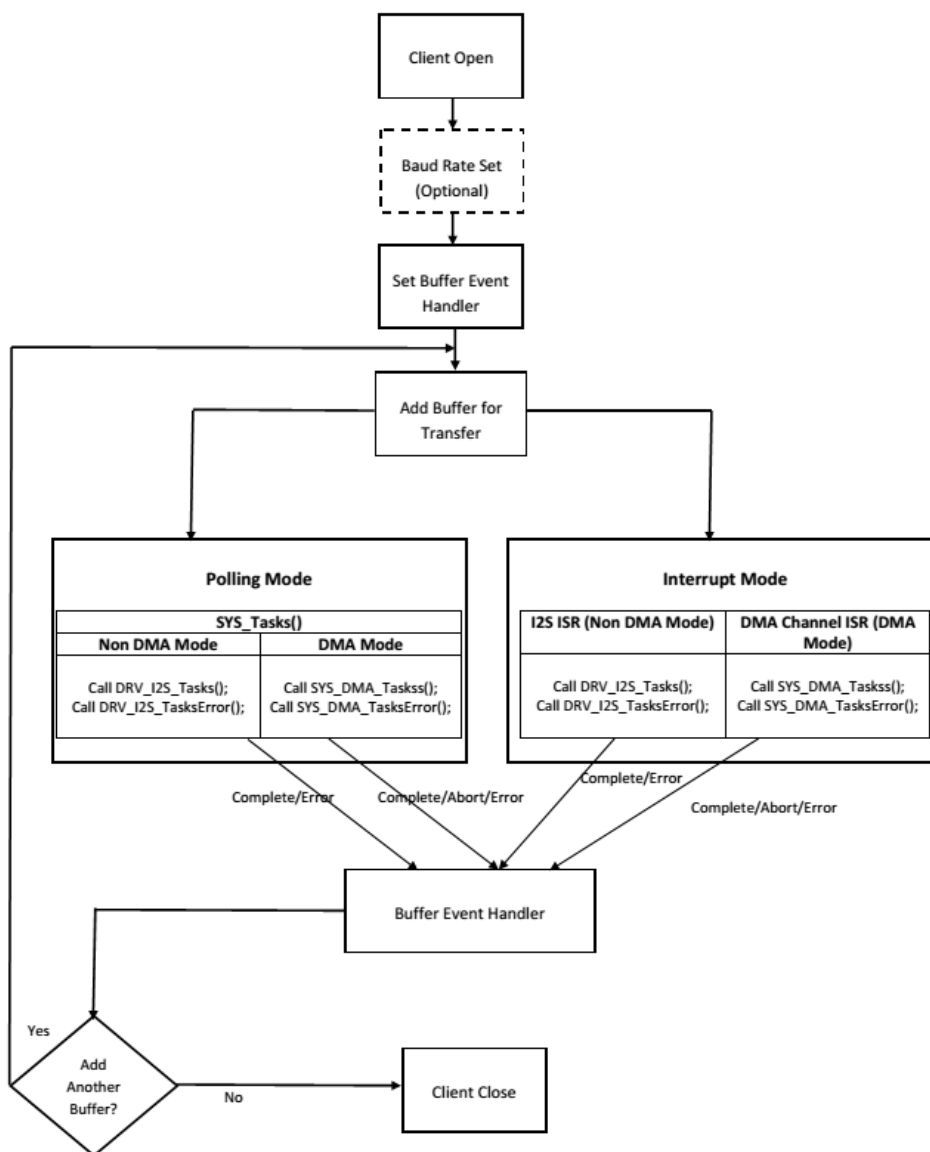 Client Open
Baud Rate Set
(Optional)
Set Buffer Event
Handler
Add Buffer for
Transfer
Polling Mode
SYS_Tasks()
Non DMA Mode
DMA Mode
Call DRV_I2S_Tasks();
Call DRV_I2S_TasksError();
Call SYS_DMA_Taskss();
Call SYS_DMA_TasksError();
Interrupt Mode
I2S ISR (Non DMA Mode)
DMA Channel ISR (DMA
Mode)
Call DRV_I2S_Tasks();
Call DRV_I2S_TasksError();
Call SYS_DMA_Taskss();
Call SYS_DMA_TasksError();
Complete/Error
Complete/Abort/Error
Complete/Error
Complete/Abort/Error
Buffer Event Handler
Yes
Add
Another
Buffer?
No
Client Close